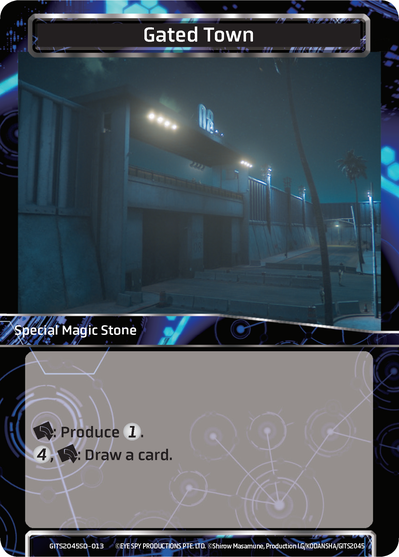 Gated Town
08
Special Magic Stone
: Produce 1.
4, : Draw a card.
GITS2045SD-013 ©EYE SPY PRODUCTIONS PTE. LTD. ©Shirow Masamune, Production I.G/KODANSHA/GITS2045